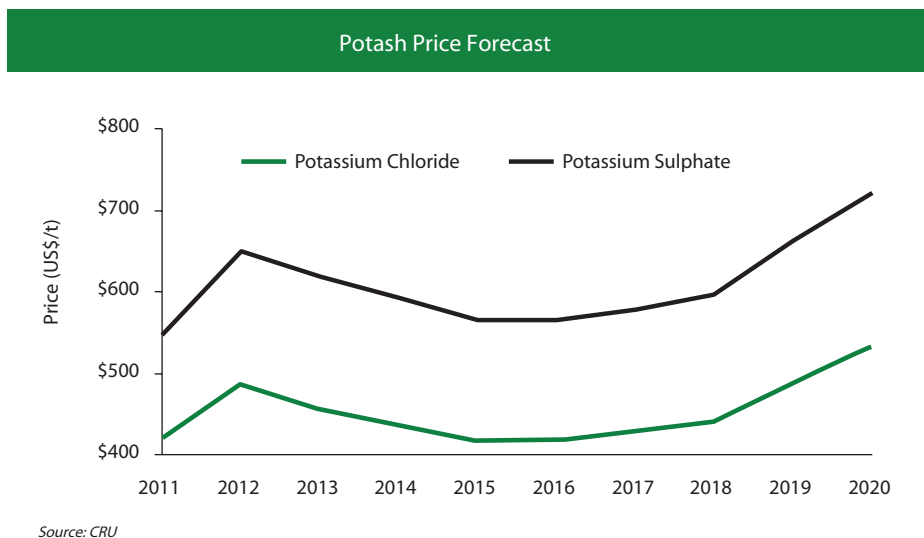 Potash Price Forecast
$800
Potassium Chloride Potassium Sulphate
$700
Price (US$/t)
$600
$500
$400
2011 2012 2013 2014 2015 2016 2017 2018 2019 2020
Source: CRU